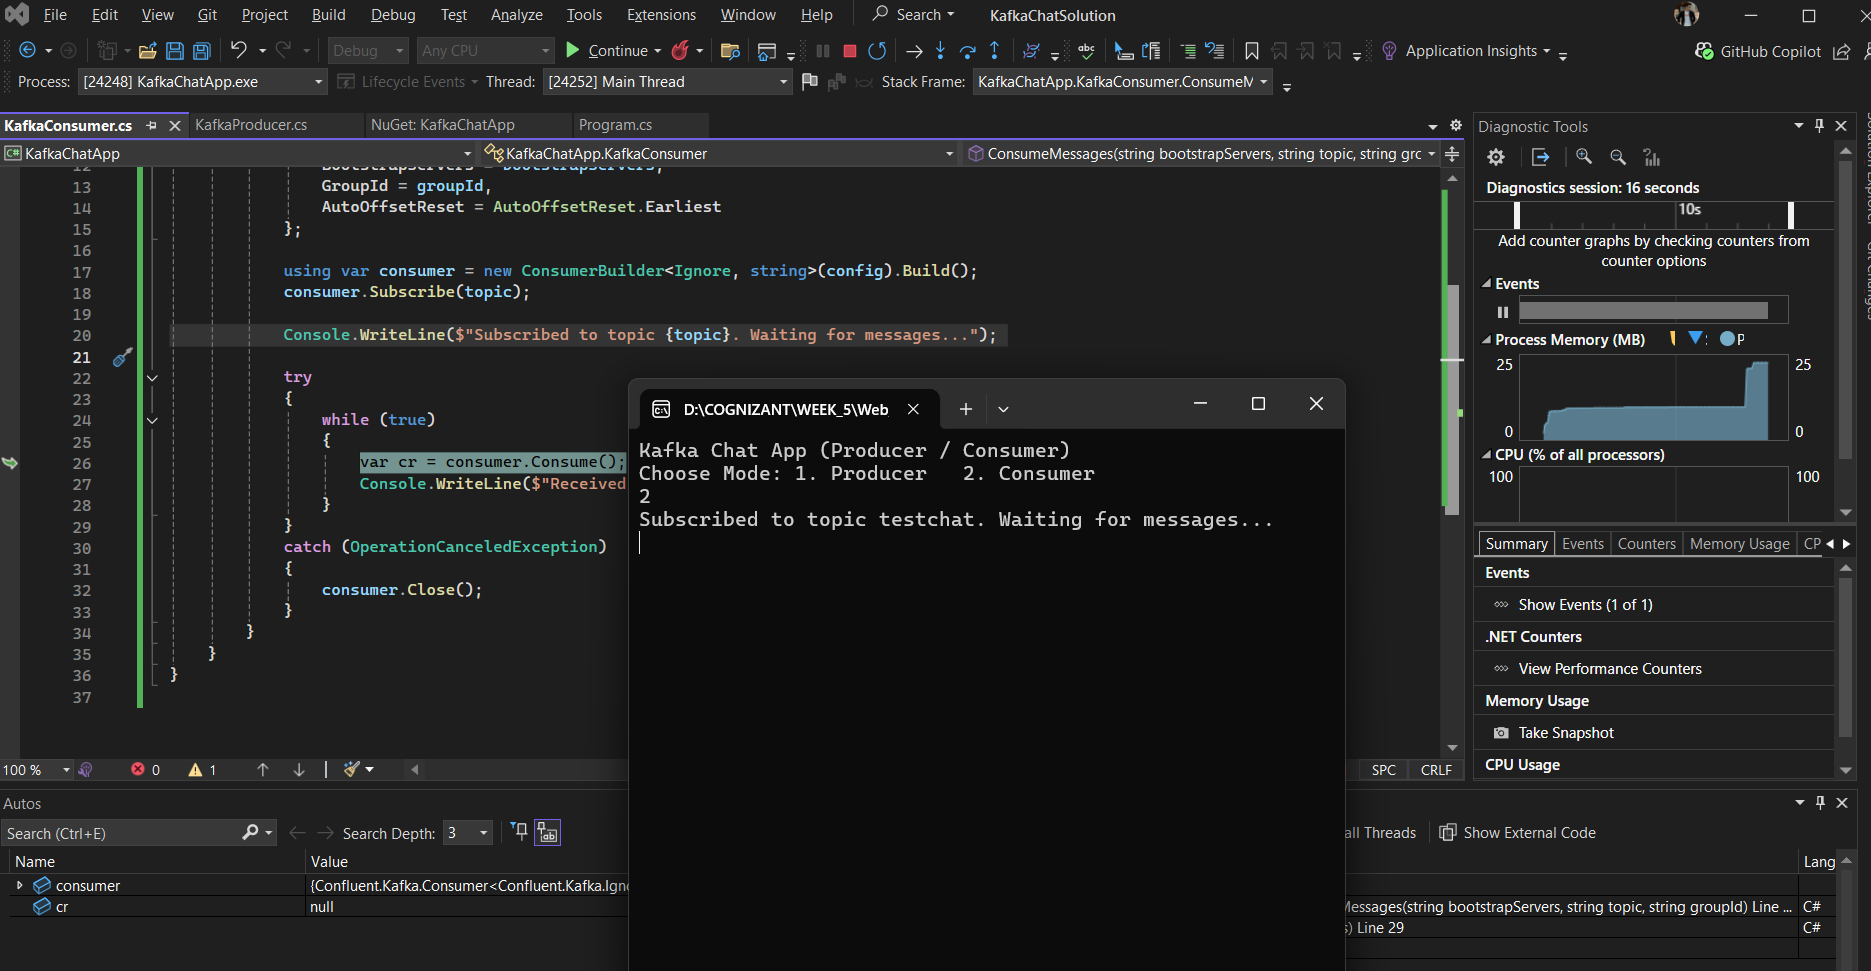 File Edit View Git Project Build Debug Test Analyze Tools Extensions Window Help Search KafkaChatSolution
Debug Any CPU Continue Application Insights GitHub Copilot
Process: [24248] KafkaChatApp.exe Lifecycle Events Thread: [24252] Main Thread Stack Frame: KafkaChatApp.KafkaConsumer.ConsumeM
KafkaConsumer.cs KafkaProducer.cs NuGet: KafkaChatApp Program.cs
KafkaChatApp KafkaChatApp.KafkaConsumer ConsumeMessages(string bootstrapServers, string topic, string grc
12 BootstrapServers = bootstrapServers,
13 GroupId = groupId,
14 AutoOffsetReset = AutoOffsetReset.Earliest
15 };
16
17 using var consumer = new ConsumerBuilder<Ignore, string>(config).Build();
18 consumer.Subscribe(topic);
19
20 Console.WriteLine($"Subscribed to topic {topic}. Waiting for messages...");
21
22 try
23 {
24 while (true)
25 {
26 var cr = consumer.Consume();
27 Console.WriteLine($"Received
28 }
29 }
30 catch (OperationCanceledException)
31 {
32 consumer.Close();
33 }
34 }
35 }
36 }
37
100 % 0 1 SPC CRLF
D:\COGNIZANT\WEEK_5\Web
Kafka Chat App (Producer / Consumer)
Choose Mode: 1. Producer 2. Consumer
2
Subscribed to topic testchat. Waiting for messages...
Diagnostic Tools
Diagnostics session: 16 seconds
10s
Add counter graphs by checking counters from
counter options
Events
Process Memory (MB) P
25 25
0 0
CPU (% of all processors)
100 100
Summary Events Counters Memory Usage CP
Events
Show Events (1 of 1)
.NET Counters
View Performance Counters
Memory Usage
Take Snapshot
CPU Usage
Autos
Search (Ctrl+E) Search Depth: 3
Name Value
consumer {Confluent.Kafka.Consumer<Confluent.Kafka.Igno
cr null
all Threads Show External Code
Lang
Messages(string bootstrapServers, string topic, string groupId) Line ... C#
s) Line 29 C#